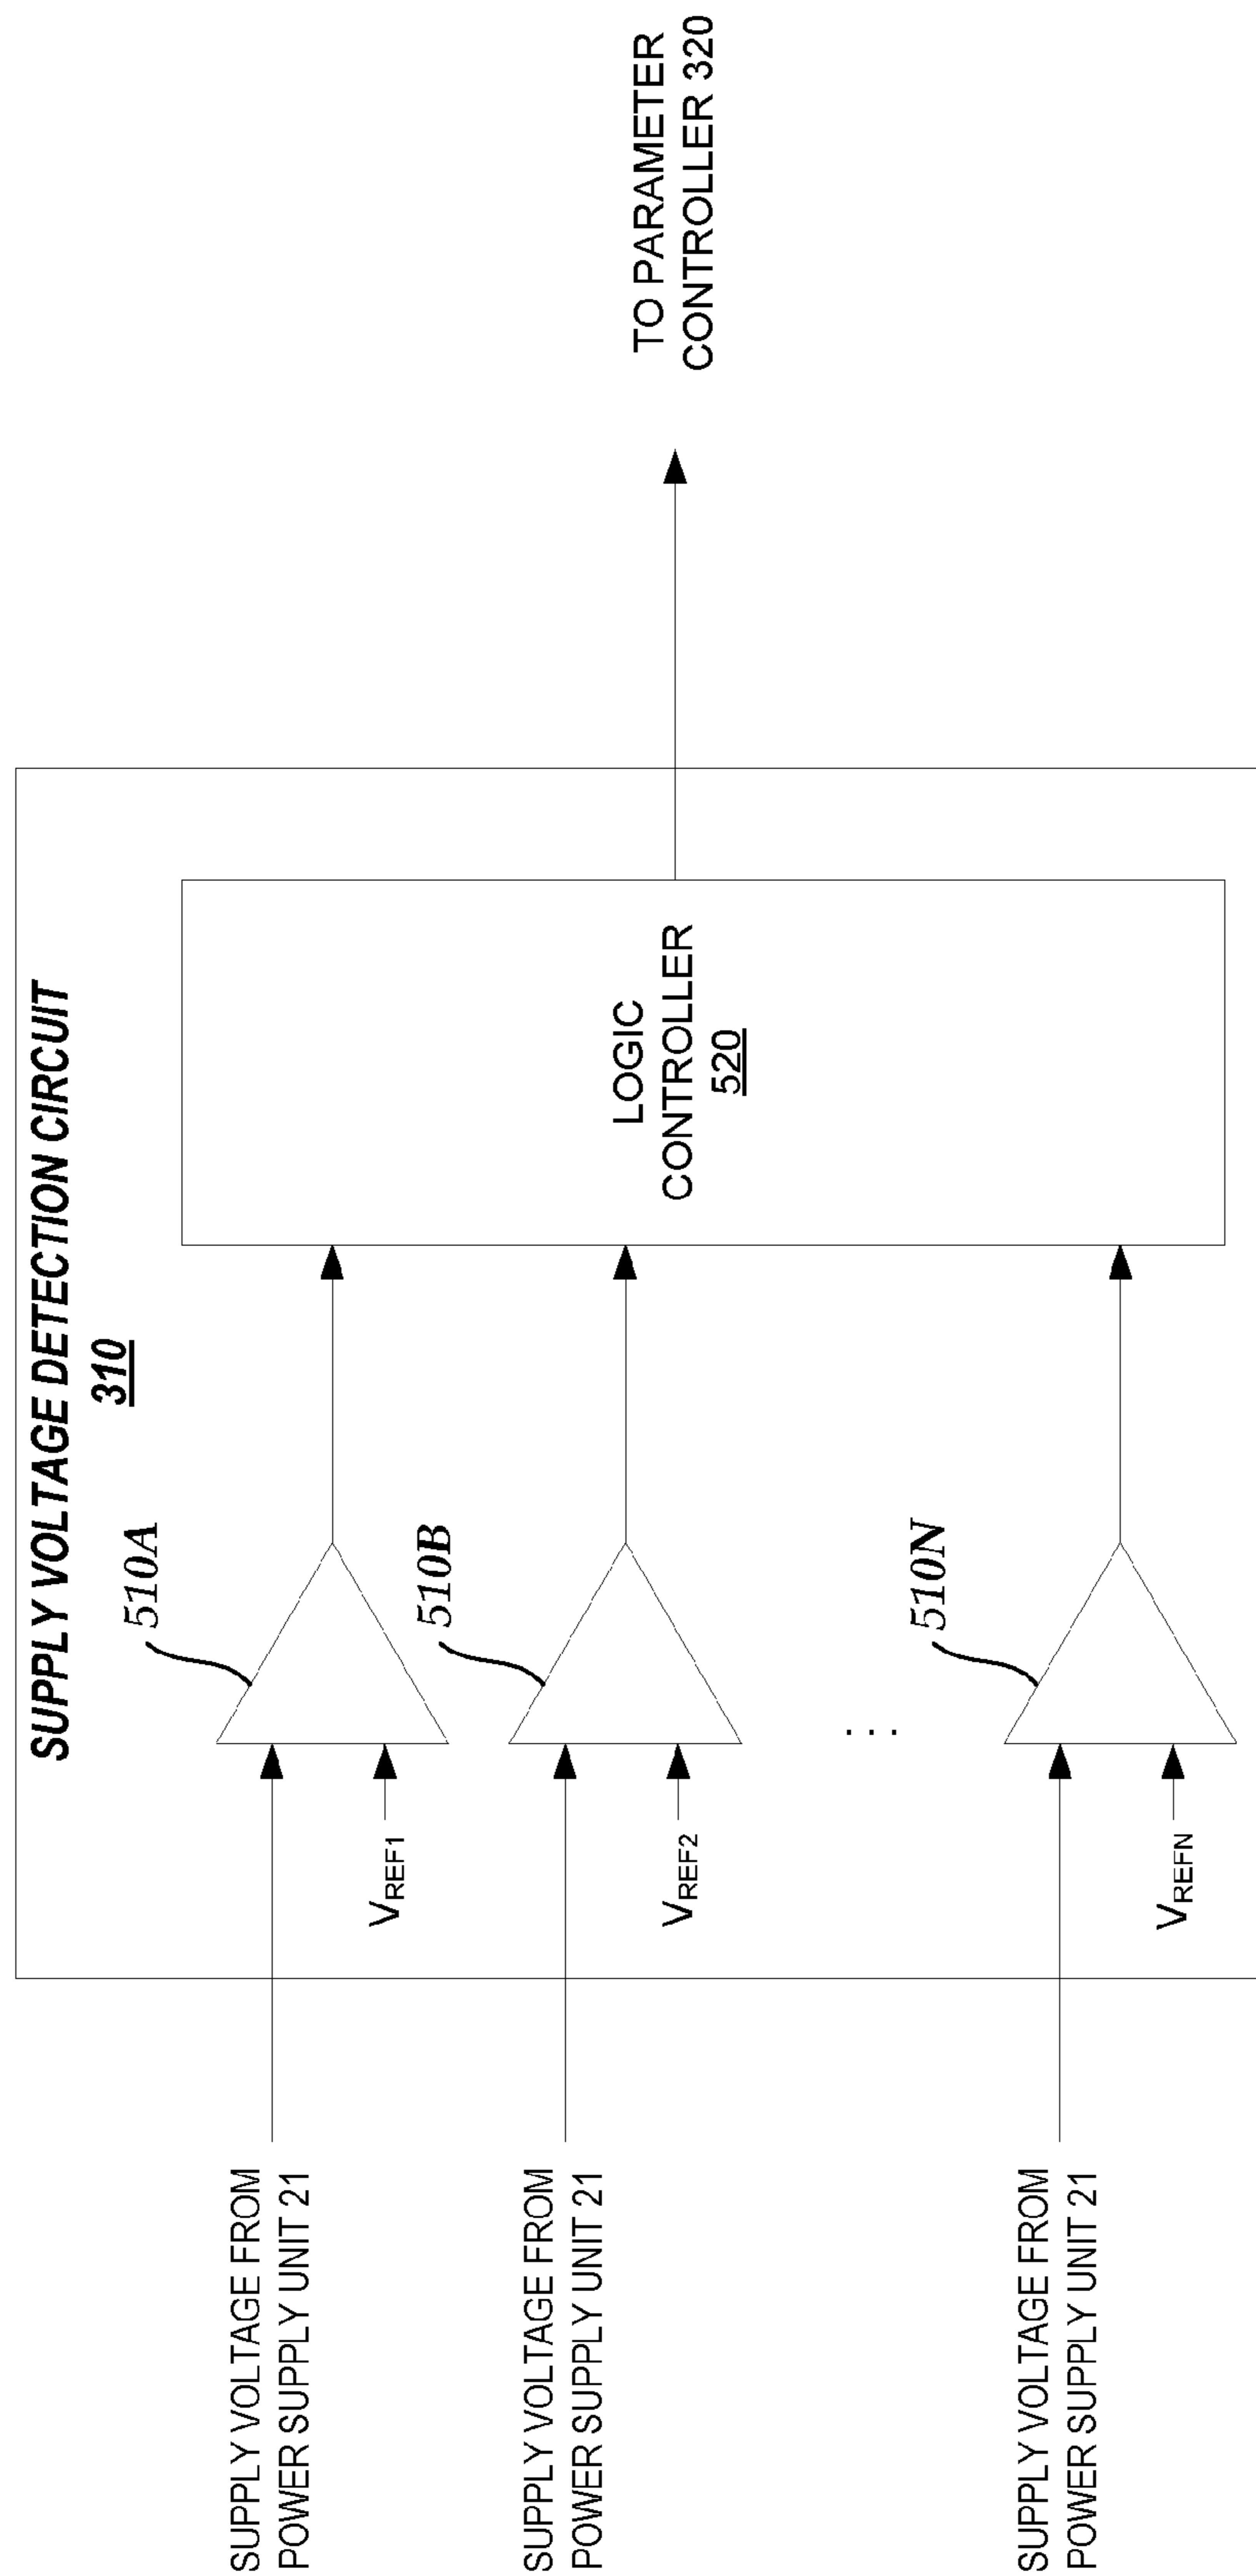 SUPPLY VOLTAGE DETECTION CIRCUIT
310
SUPPLY VOLTAGE FROM
POWER SUPPLY UNIT 21
510A
VREF1
SUPPLY VOLTAGE FROM
POWER SUPPLY UNIT 21
510B
VREF2
. . .
SUPPLY VOLTAGE FROM
POWER SUPPLY UNIT 21
510N
VREFN
LOGIC
CONTROLLER
520
TO PARAMETER
CONTROLLER 320